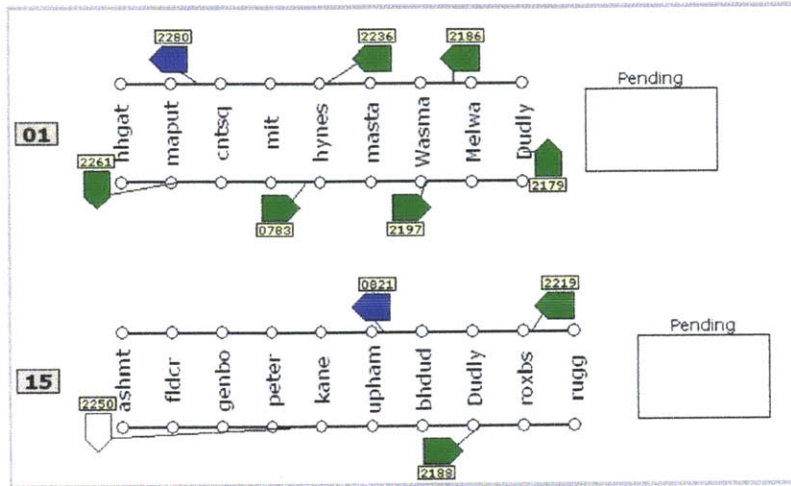 2280
2236
2186
Pending
01
hhgat
maput
cntsq
mit
hynes
masta
Wasma
Melwa
Dudly
2261
2179
0783
2197
0821
2219
Pending
15
ashmt
fldcr
genbo
peter
kane
upham
bhdud
Dudly
roxbs
rugg
2250
2188